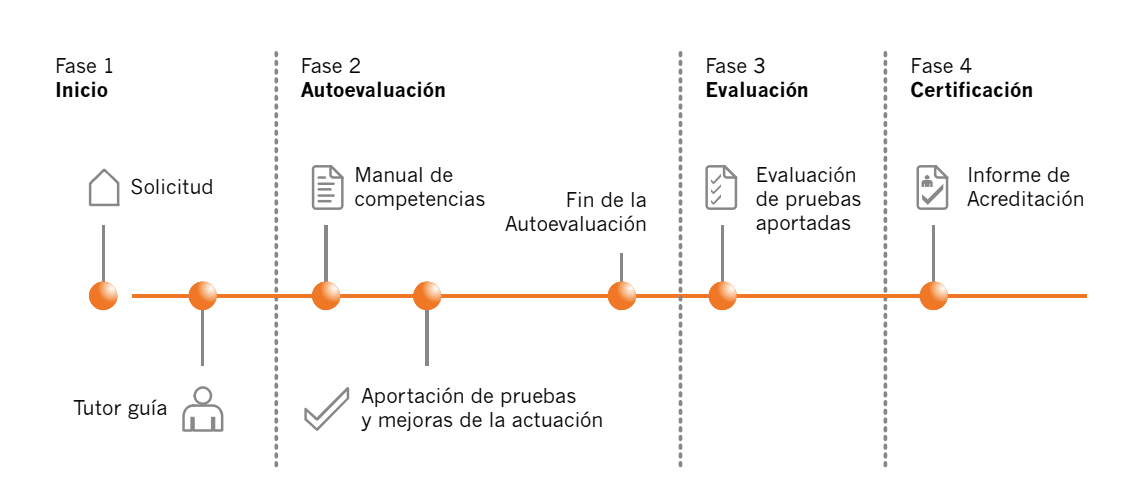 Fase 1
Inicio
Fase 2
Autoevaluación
Fase 3
Evaluación
Fase 4
Certificación
Solicitud
Manual de
competencias
Fin de la
Autoevaluación
Evaluación
de pruebas
aportadas
Informe de
Acreditación
Tutor guía
Aportación de pruebas
y mejoras de la actuación